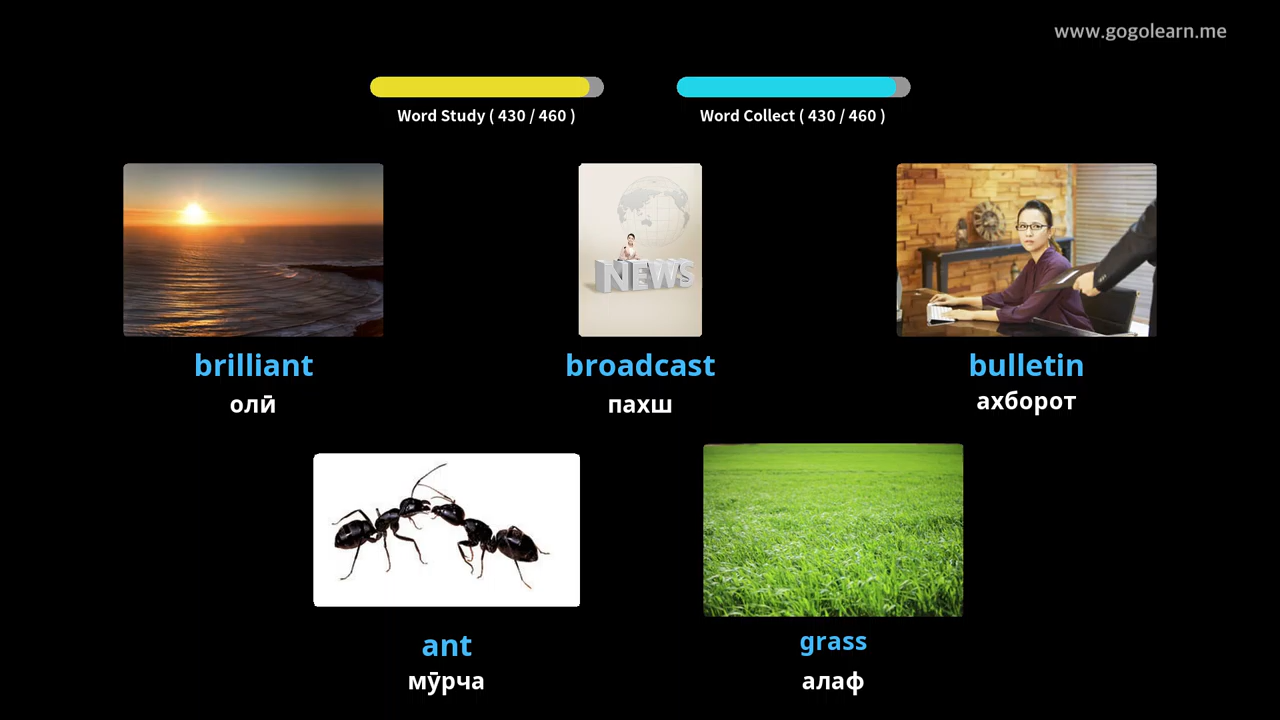 www.gogolearn.me
Word Study ( 430 / 460 )
Word Collect ( 430 / 460 )
NEWS
brilliant
broadcast
bulletin
олӣ
пахш
ахборот
ant
grass
мӯрча
алаф